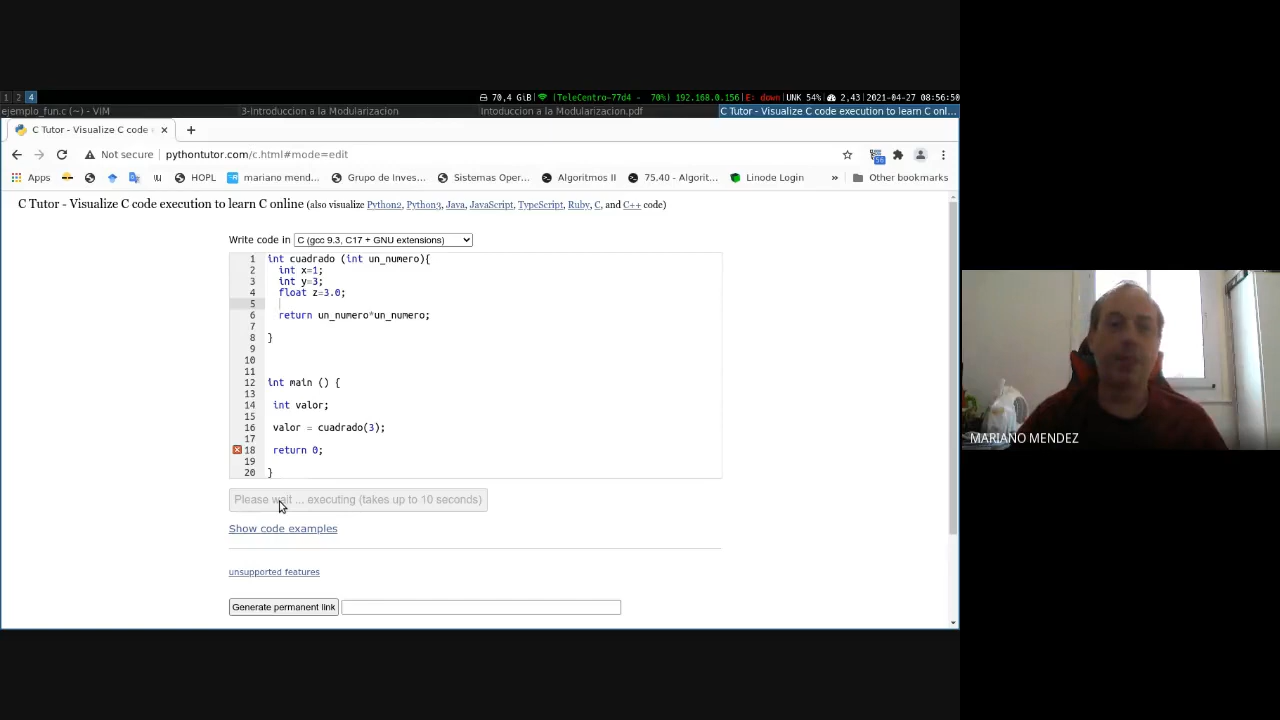 1 2 4 70,4 GiB |TeleCentro-77d4 - 70%) 192.168.0.156|E: down|UNK 54% 2,43|2021-04-27 08:56:50
ejemplo_fun.c (~) - VIM 3-Introduccion a la Modularizacion Intoduccion a la Modularizacion.pdf C Tutor - Visualize C code execution to learn C onl...
C Tutor - Visualize C code
Not secure pythontutor.com/c.html#mode=edit
56
Apps HOPL mariano mend... Grupo de Inves... Sistemas Oper... Algoritmos II 75.40 - Algorit... Linode Login » Other bookmarks
C Tutor - Visualize C code execution to learn C online (also visualize Python2, Python3, Java, JavaScript, TypeScript, Ruby, C, and C++ code)
Write code in C (gcc 9.3, C17 + GNU extensions)
1 int cuadrado (int un_numero){
2 int x=1;
3 int y=3;
4 float z=3.0;
5
6 return un_numero*un_numero;
7
8 }
9
10
11
12 int main () {
13
14 int valor;
15
16 valor = cuadrado(3);
17
18 return 0;
19
20 }
Please wait ... executing (takes up to 10 seconds)
Show code examples
unsupported features
Generate permanent link
MARIANO MENDEZ